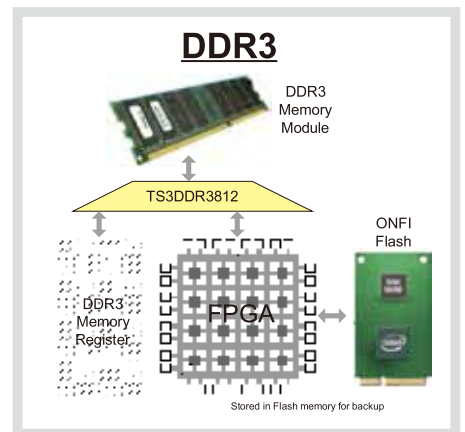 DDR3
DDR3
Memory
Module
TS3DDR3812
ONFI
Flash
DDR3
Memory
Register
FPGA
Stored in Flash memory for backup